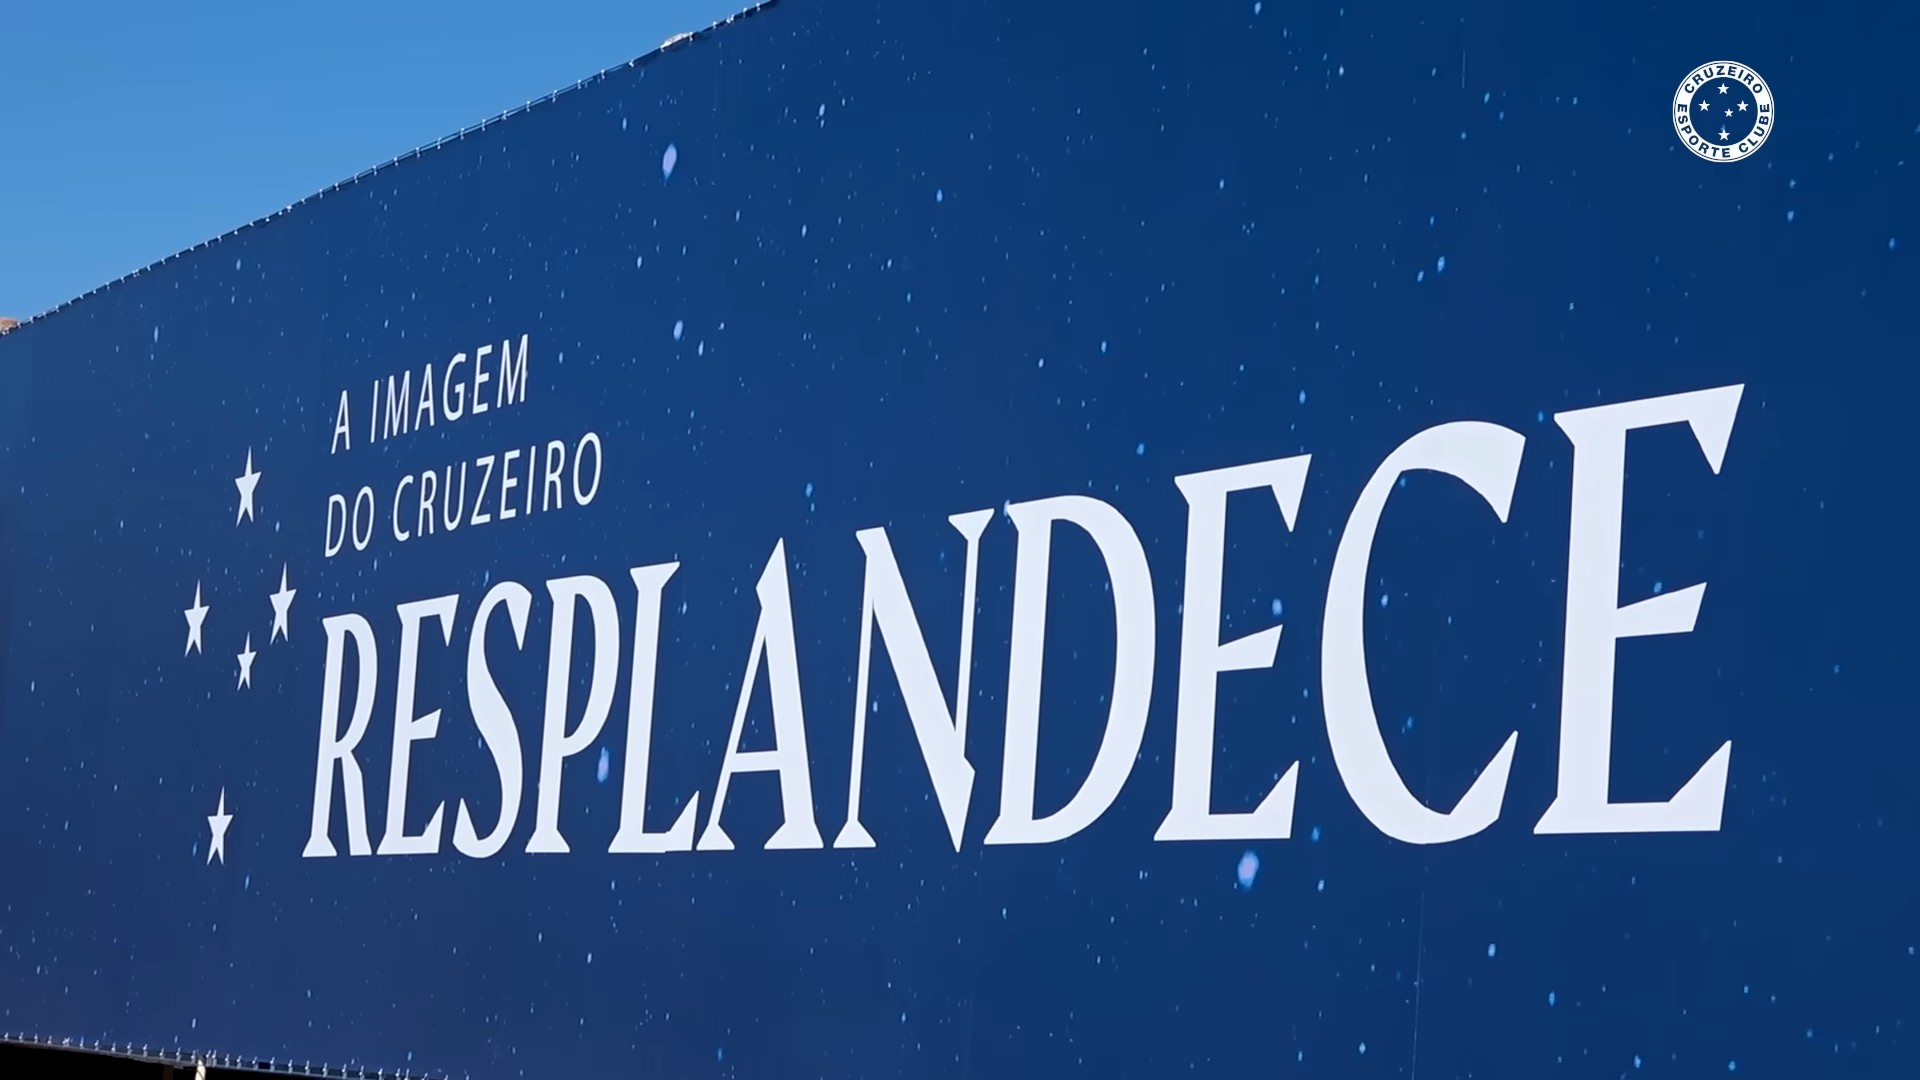 CRUZEIRO
ESPORTE CLUBE
A IMAGEM
DO CRUZEIRO
RESPLANDECE